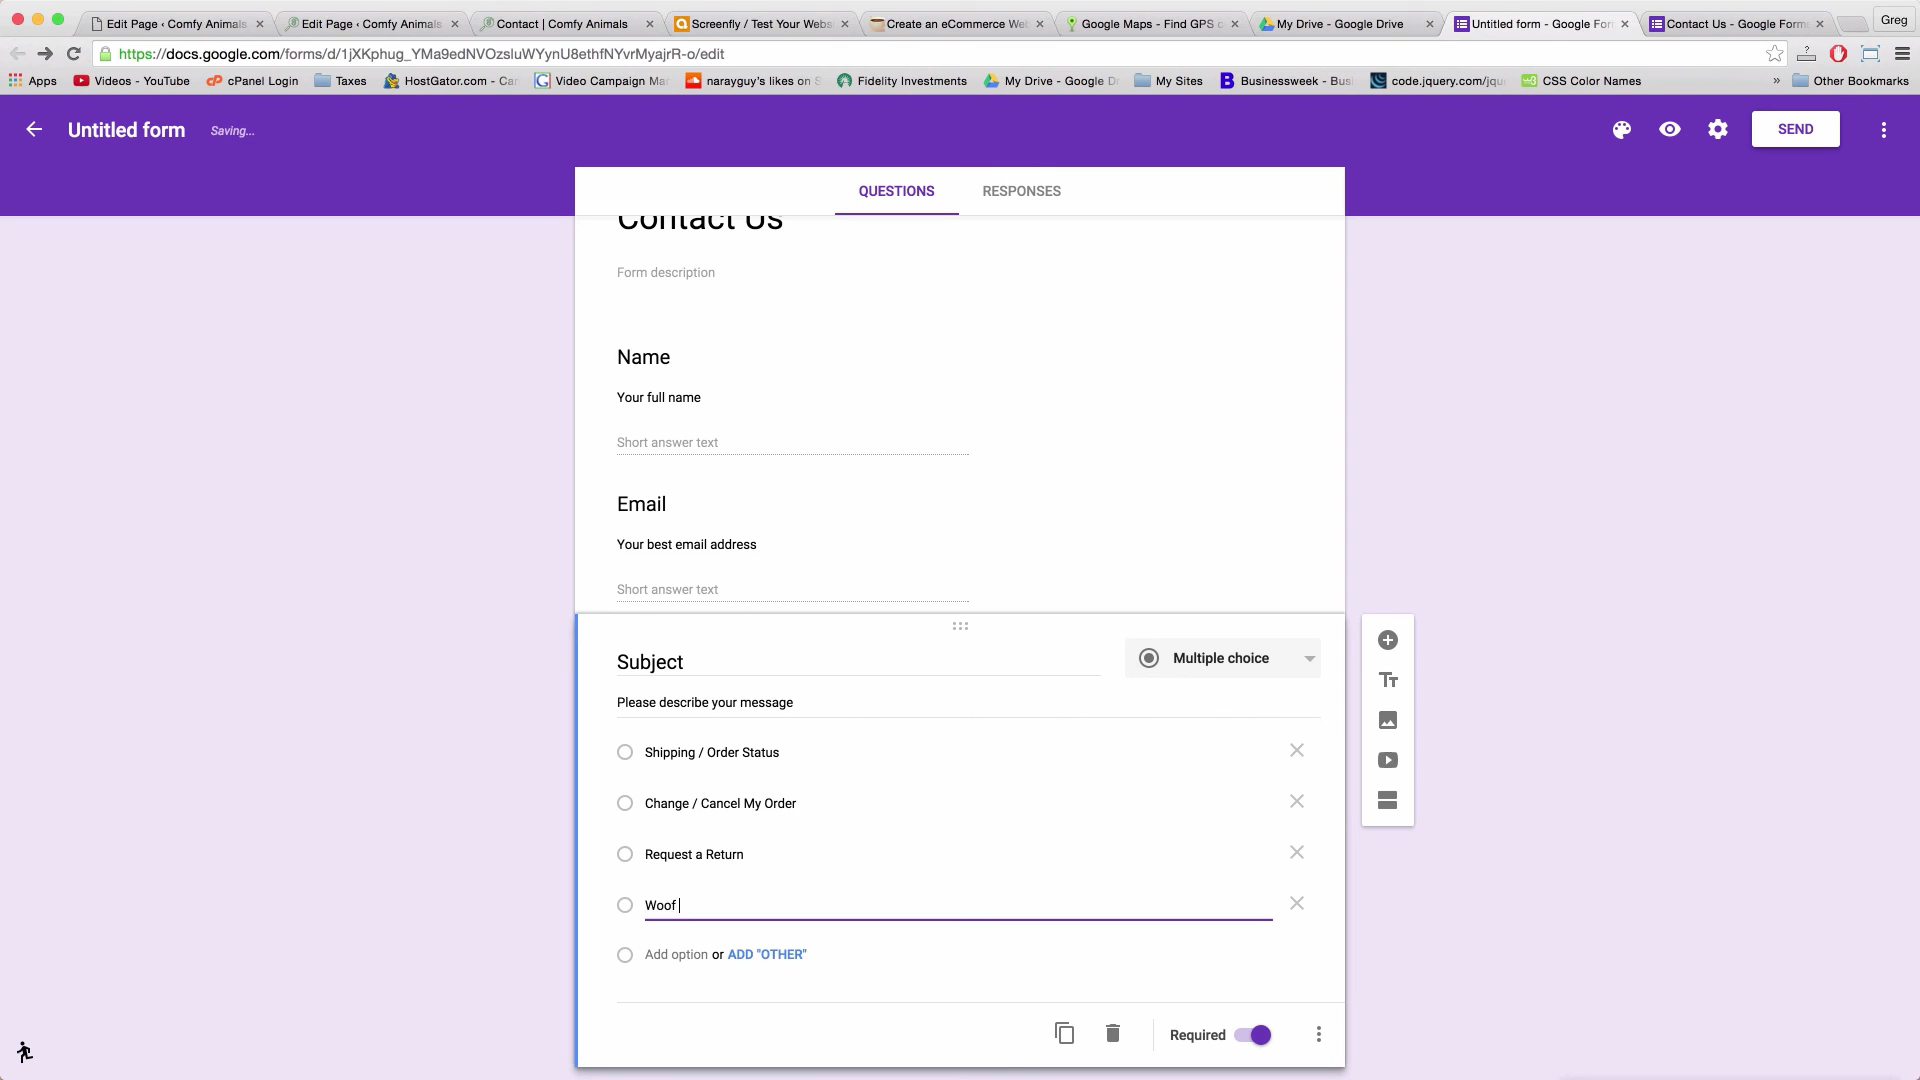 Edit Page ‹ Comfy Animals
Edit Page ‹ Comfy Animals
Contact | Comfy Animals
Screenfly / Test Your Webs
Create an eCommerce Web
Google Maps - Find GPS c
My Drive - Google Drive
Untitled form - Google For
Contact Us - Google Forms
Greg
https://docs.google.com/forms/d/1jXKphug_YMa9edNVOzsluWYynU8ethfNYvrMyajrR-o/edit
Apps
Videos - YouTube
cPanel Login
Taxes
HostGator.com - Ca
Video Campaign Ma
narayguy's likes on S
Fidelity Investments
My Drive - Google D
My Sites
Businessweek - Busi
code.jquery.com/jqu
CSS Color Names
» Other Bookmarks
Untitled form
Saving...
SEND
QUESTIONS
RESPONSES
Contact Us
Form description
Name
Your full name
Short answer text
Email
Your best email address
Short answer text
Subject
Multiple choice
Please describe your message
Shipping / Order Status
Change / Cancel My Order
Request a Return
Woof
Add option or ADD "OTHER"
Required